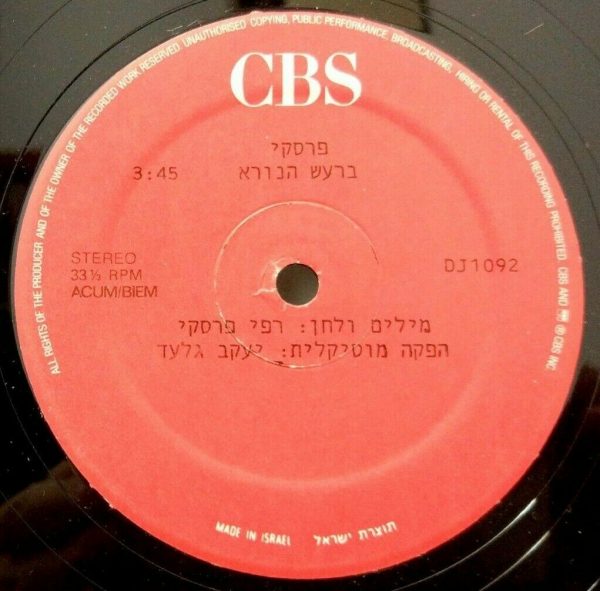 ALL RIGHTS OF THE PRODUCER AND OF THE OWNER OF THE RECORDED WORK RESERVED UNAUTHORISED COPYING, PUBLIC PERFORMANCE, BROADCASTING, HIRING OR RENTAL OF THIS RECORDING PROHIBITED. CBS AND ℗ © CBS INC.
CBS
פרסקי
ברעש הנורא 3:45
STEREO
33 ⅓ RPM
ACUM/BIEM
DJ1092
מילים ולחן: רפי פרסקי
הפקה מוסיקלית: יעקב גלעד
MADE IN ISRAEL תוצרת ישראל